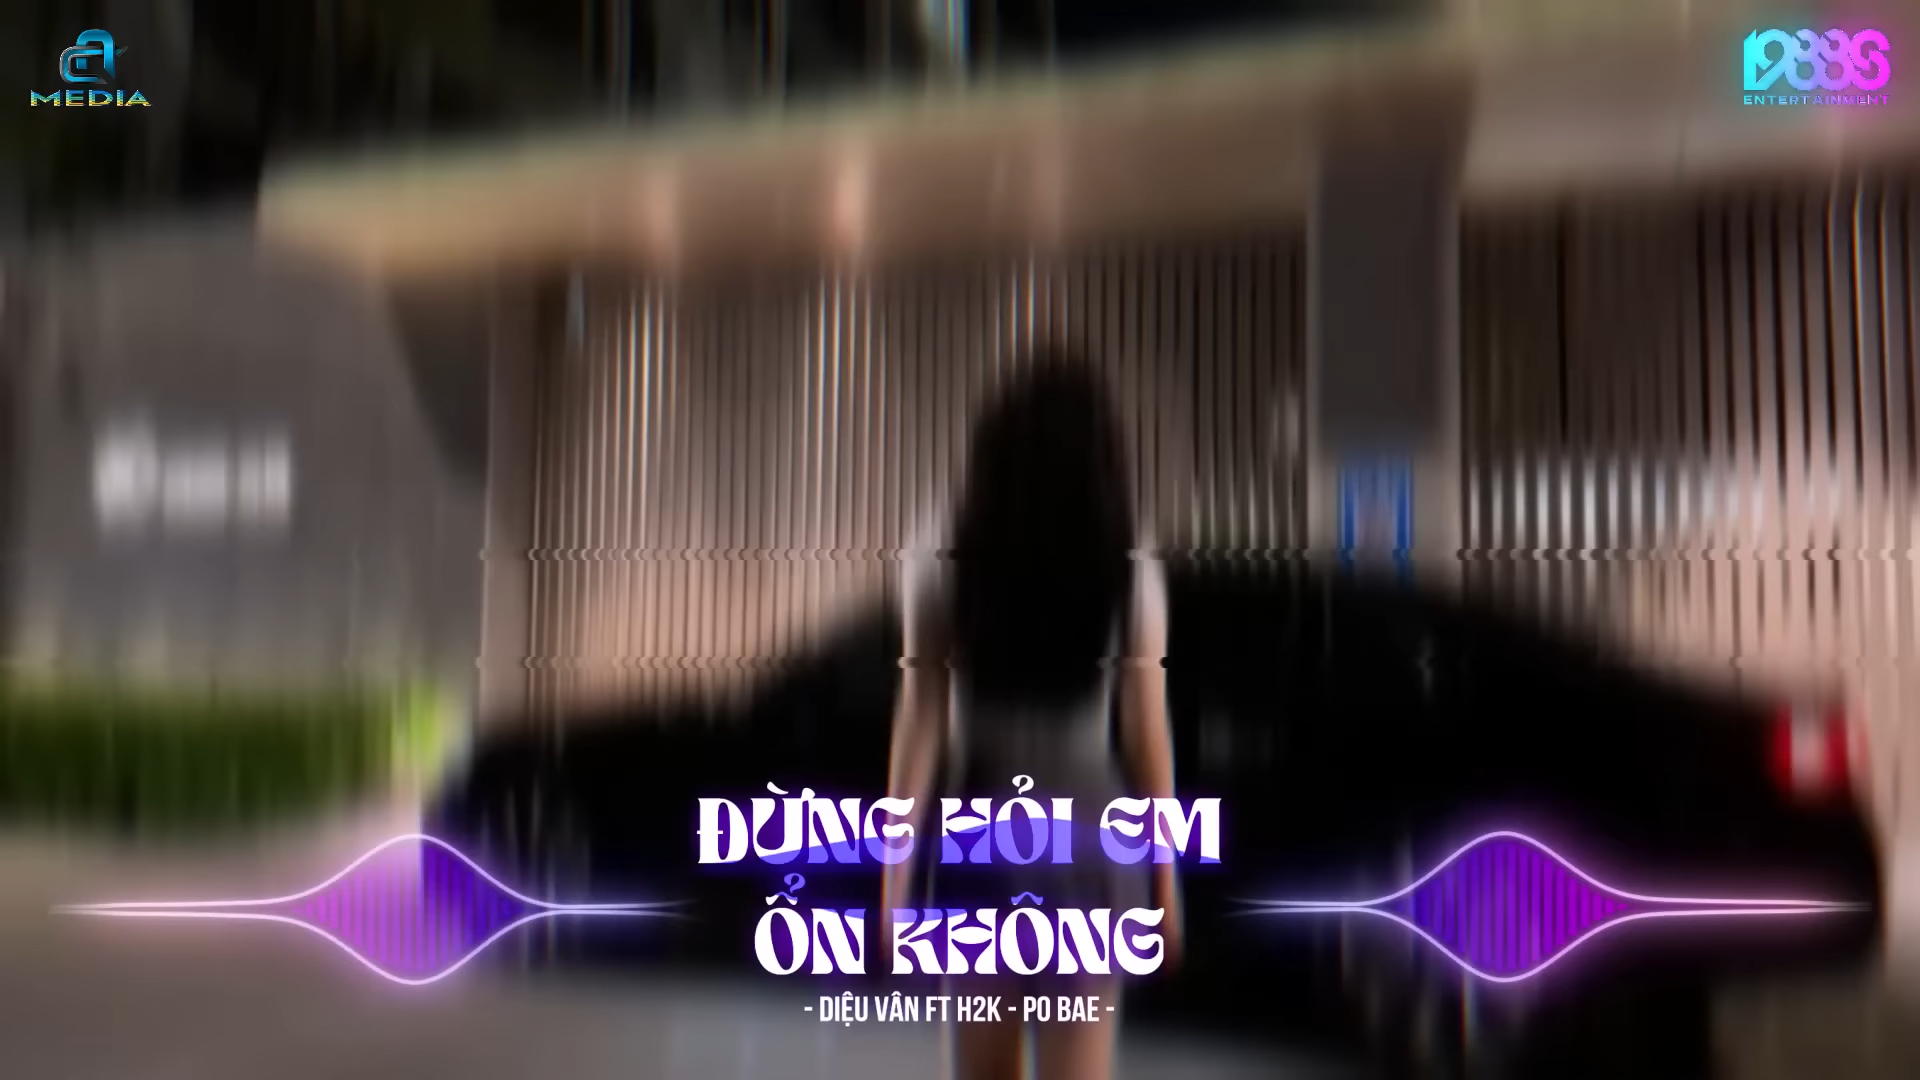 MEDIA
1988S
ENTERTAINMENT
ĐỪNG HỎI EM
ỔN KHÔNG
- DIỆU VÂN FT H2K - PO BAE -